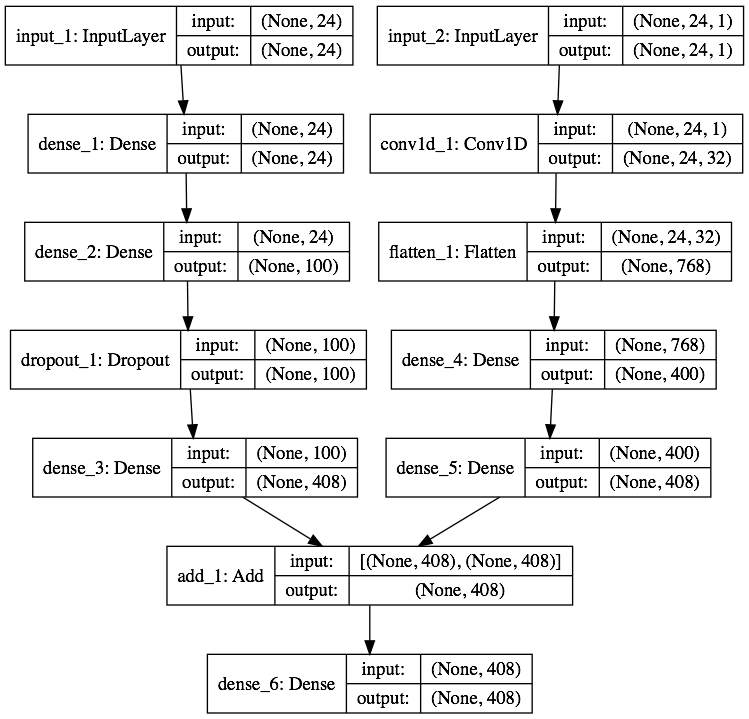 input_1: InputLayer input: (None, 24)
output: (None, 24)
input_2: InputLayer input: (None, 24, 1)
output: (None, 24, 1)
dense_1: Dense input: (None, 24)
output: (None, 24)
conv1d_1: Conv1D input: (None, 24, 1)
output: (None, 24, 32)
dense_2: Dense input: (None, 24)
output: (None, 100)
flatten_1: Flatten input: (None, 24, 32)
output: (None, 768)
dropout_1: Dropout input: (None, 100)
output: (None, 100)
dense_4: Dense input: (None, 768)
output: (None, 400)
dense_3: Dense input: (None, 100)
output: (None, 408)
dense_5: Dense input: (None, 400)
output: (None, 408)
add_1: Add input: [(None, 408), (None, 408)]
output: (None, 408)
dense_6: Dense input: (None, 408)
output: (None, 408)